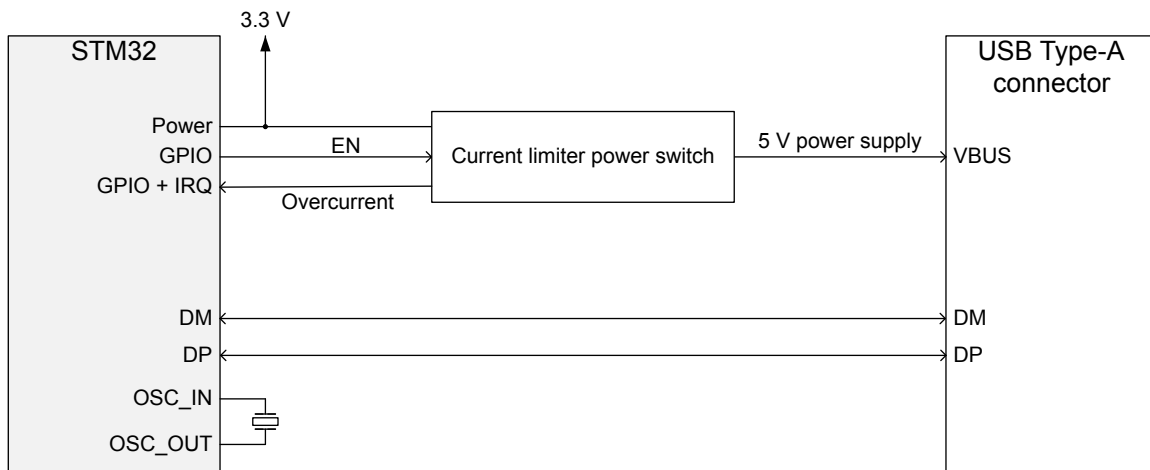 3.3 V
STM32
USB Type-A
connector
Power
GPIO
EN
Current limiter power switch
5 V power supply
VBUS
GPIO + IRQ
Overcurrent
DM
DM
DP
DP
OSC_IN
OSC_OUT